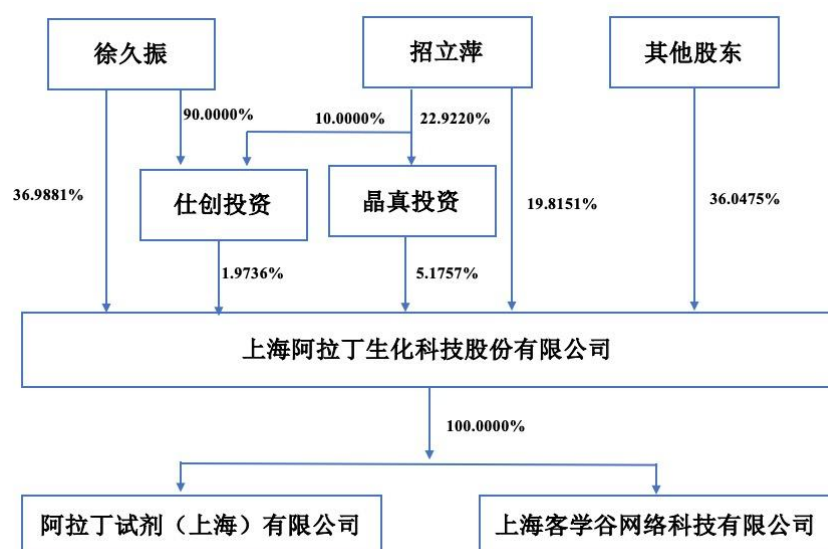 徐久振
招立萍
其他股东
90.0000%
10.0000%
22.9220%
36.9881%
仕创投资
晶真投资
19.8151%
36.0475%
1.9736%
5.1757%
上海阿拉丁生化科技股份有限公司
100.0000%
阿拉丁试剂（上海）有限公司
上海客学谷网络科技有限公司